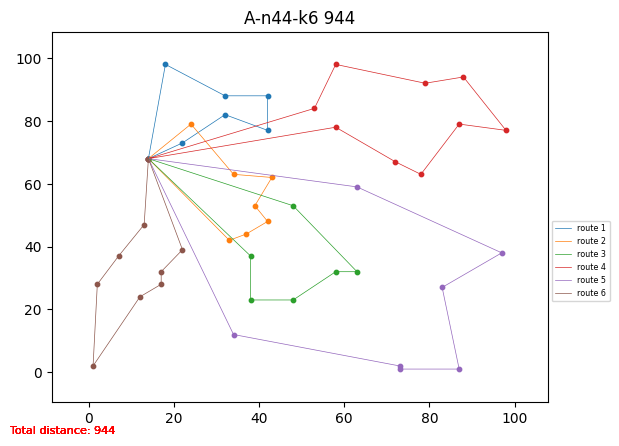 A-n44-k6 944
100
80
60
40
20
0
0 20 40 60 80 100
route 1
route 2
route 3
route 4
route 5
route 6
Total distance: 944